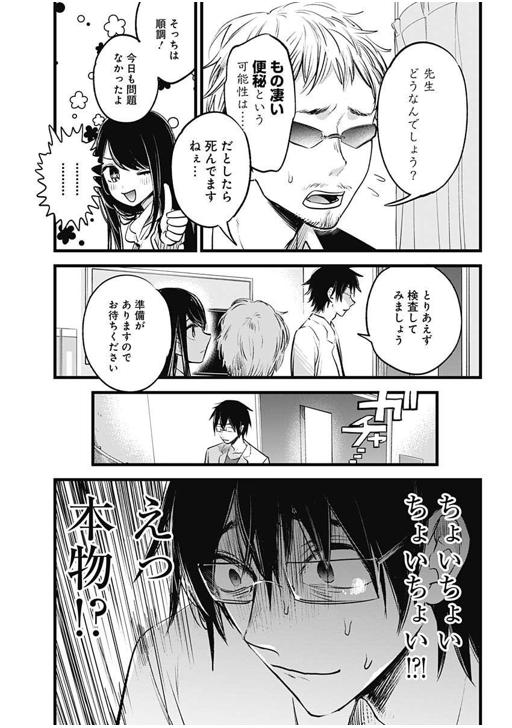 先生
どうなんでしょう？
もの凄い
便秘という
可能性は…
だとしたら
死んでます
ねぇ…
そっちは
順調！
今日も問題
なかったよ
…………
…………
とりあえず
検査して
みましょう
準備が
ありますので
お待ちください
ガチャ
ちょいちょい
ちょいちょい!?!
えっ
本物!?